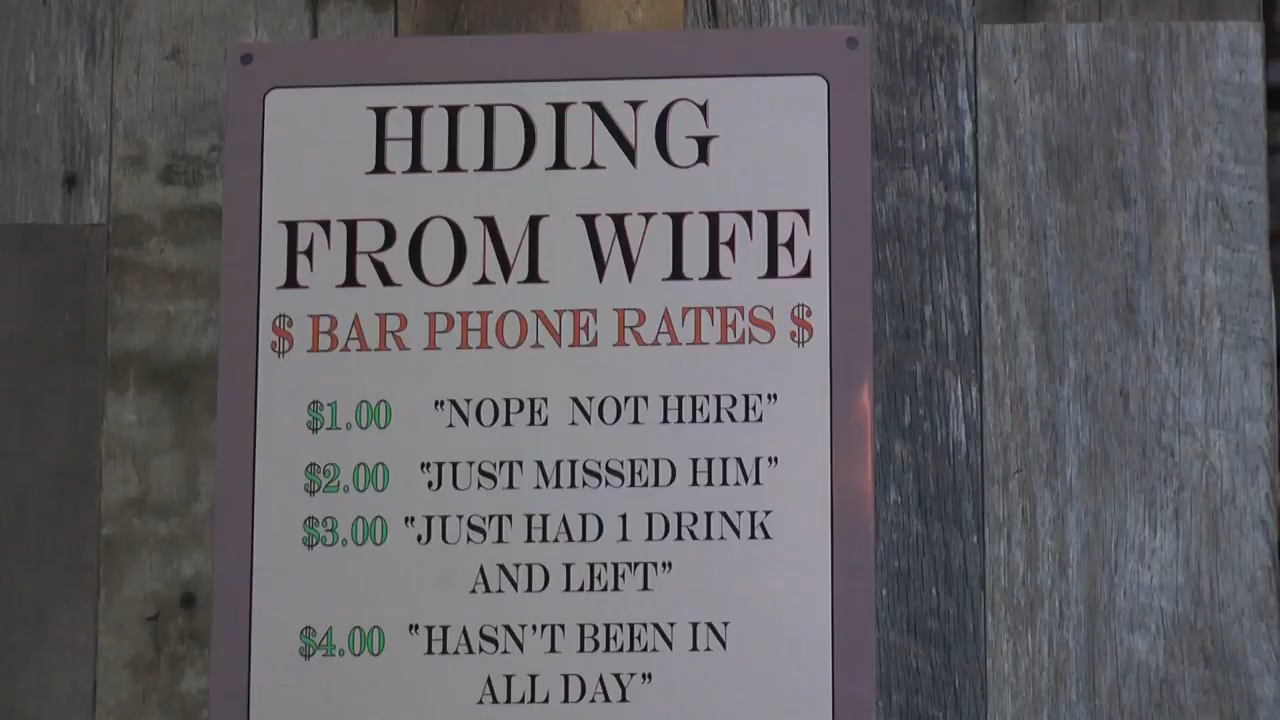 HIDING
FROM WIFE
$ BAR PHONE RATES $
$1.00 "NOPE NOT HERE"
$2.00 "JUST MISSED HIM"
$3.00 "JUST HAD 1 DRINK
AND LEFT"
$4.00 "HASN'T BEEN IN
ALL DAY"